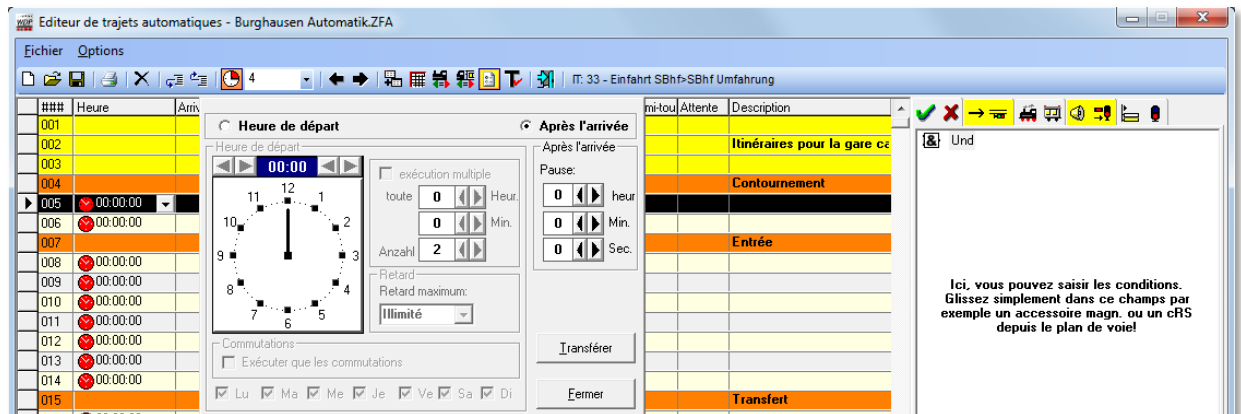 Editeur de trajets automatiques - Burghausen Automatik.ZFA
Fichier Options
4 IT: 33 - Einfahrt SBhf>SBhf Umfahrung
### Heure Arriv mi-tou Attente Description
001
002 Itinéraires pour la gare ca
003
004 Contournement
005 00:00:00
006 00:00:00
007 Entrée
008 00:00:00
009 00:00:00
010 00:00:00
011 00:00:00
012 00:00:00
013 00:00:00
014 00:00:00
015 Transfert
Heure de départ Après l'arrivée
Heure de départ
00:00
12
1
2
3
4
5
6
7
8
9
10
11
exécution multiple
toute 0 Heur.
0 Min.
Anzahl 2
Retard
Retard maximum:
Illimité
Commutations
Exécuter que les commutations
Lu Ma Me Je Ve Sa Di
Après l'arrivée
Pause:
0 heur
0 Min.
0 Sec.
Transférer
Fermer
& Und
Ici, vous pouvez saisir les conditions.
Glissez simplement dans ce champs par
exemple un accessoire magn. ou un cRS
depuis le plan de voie!